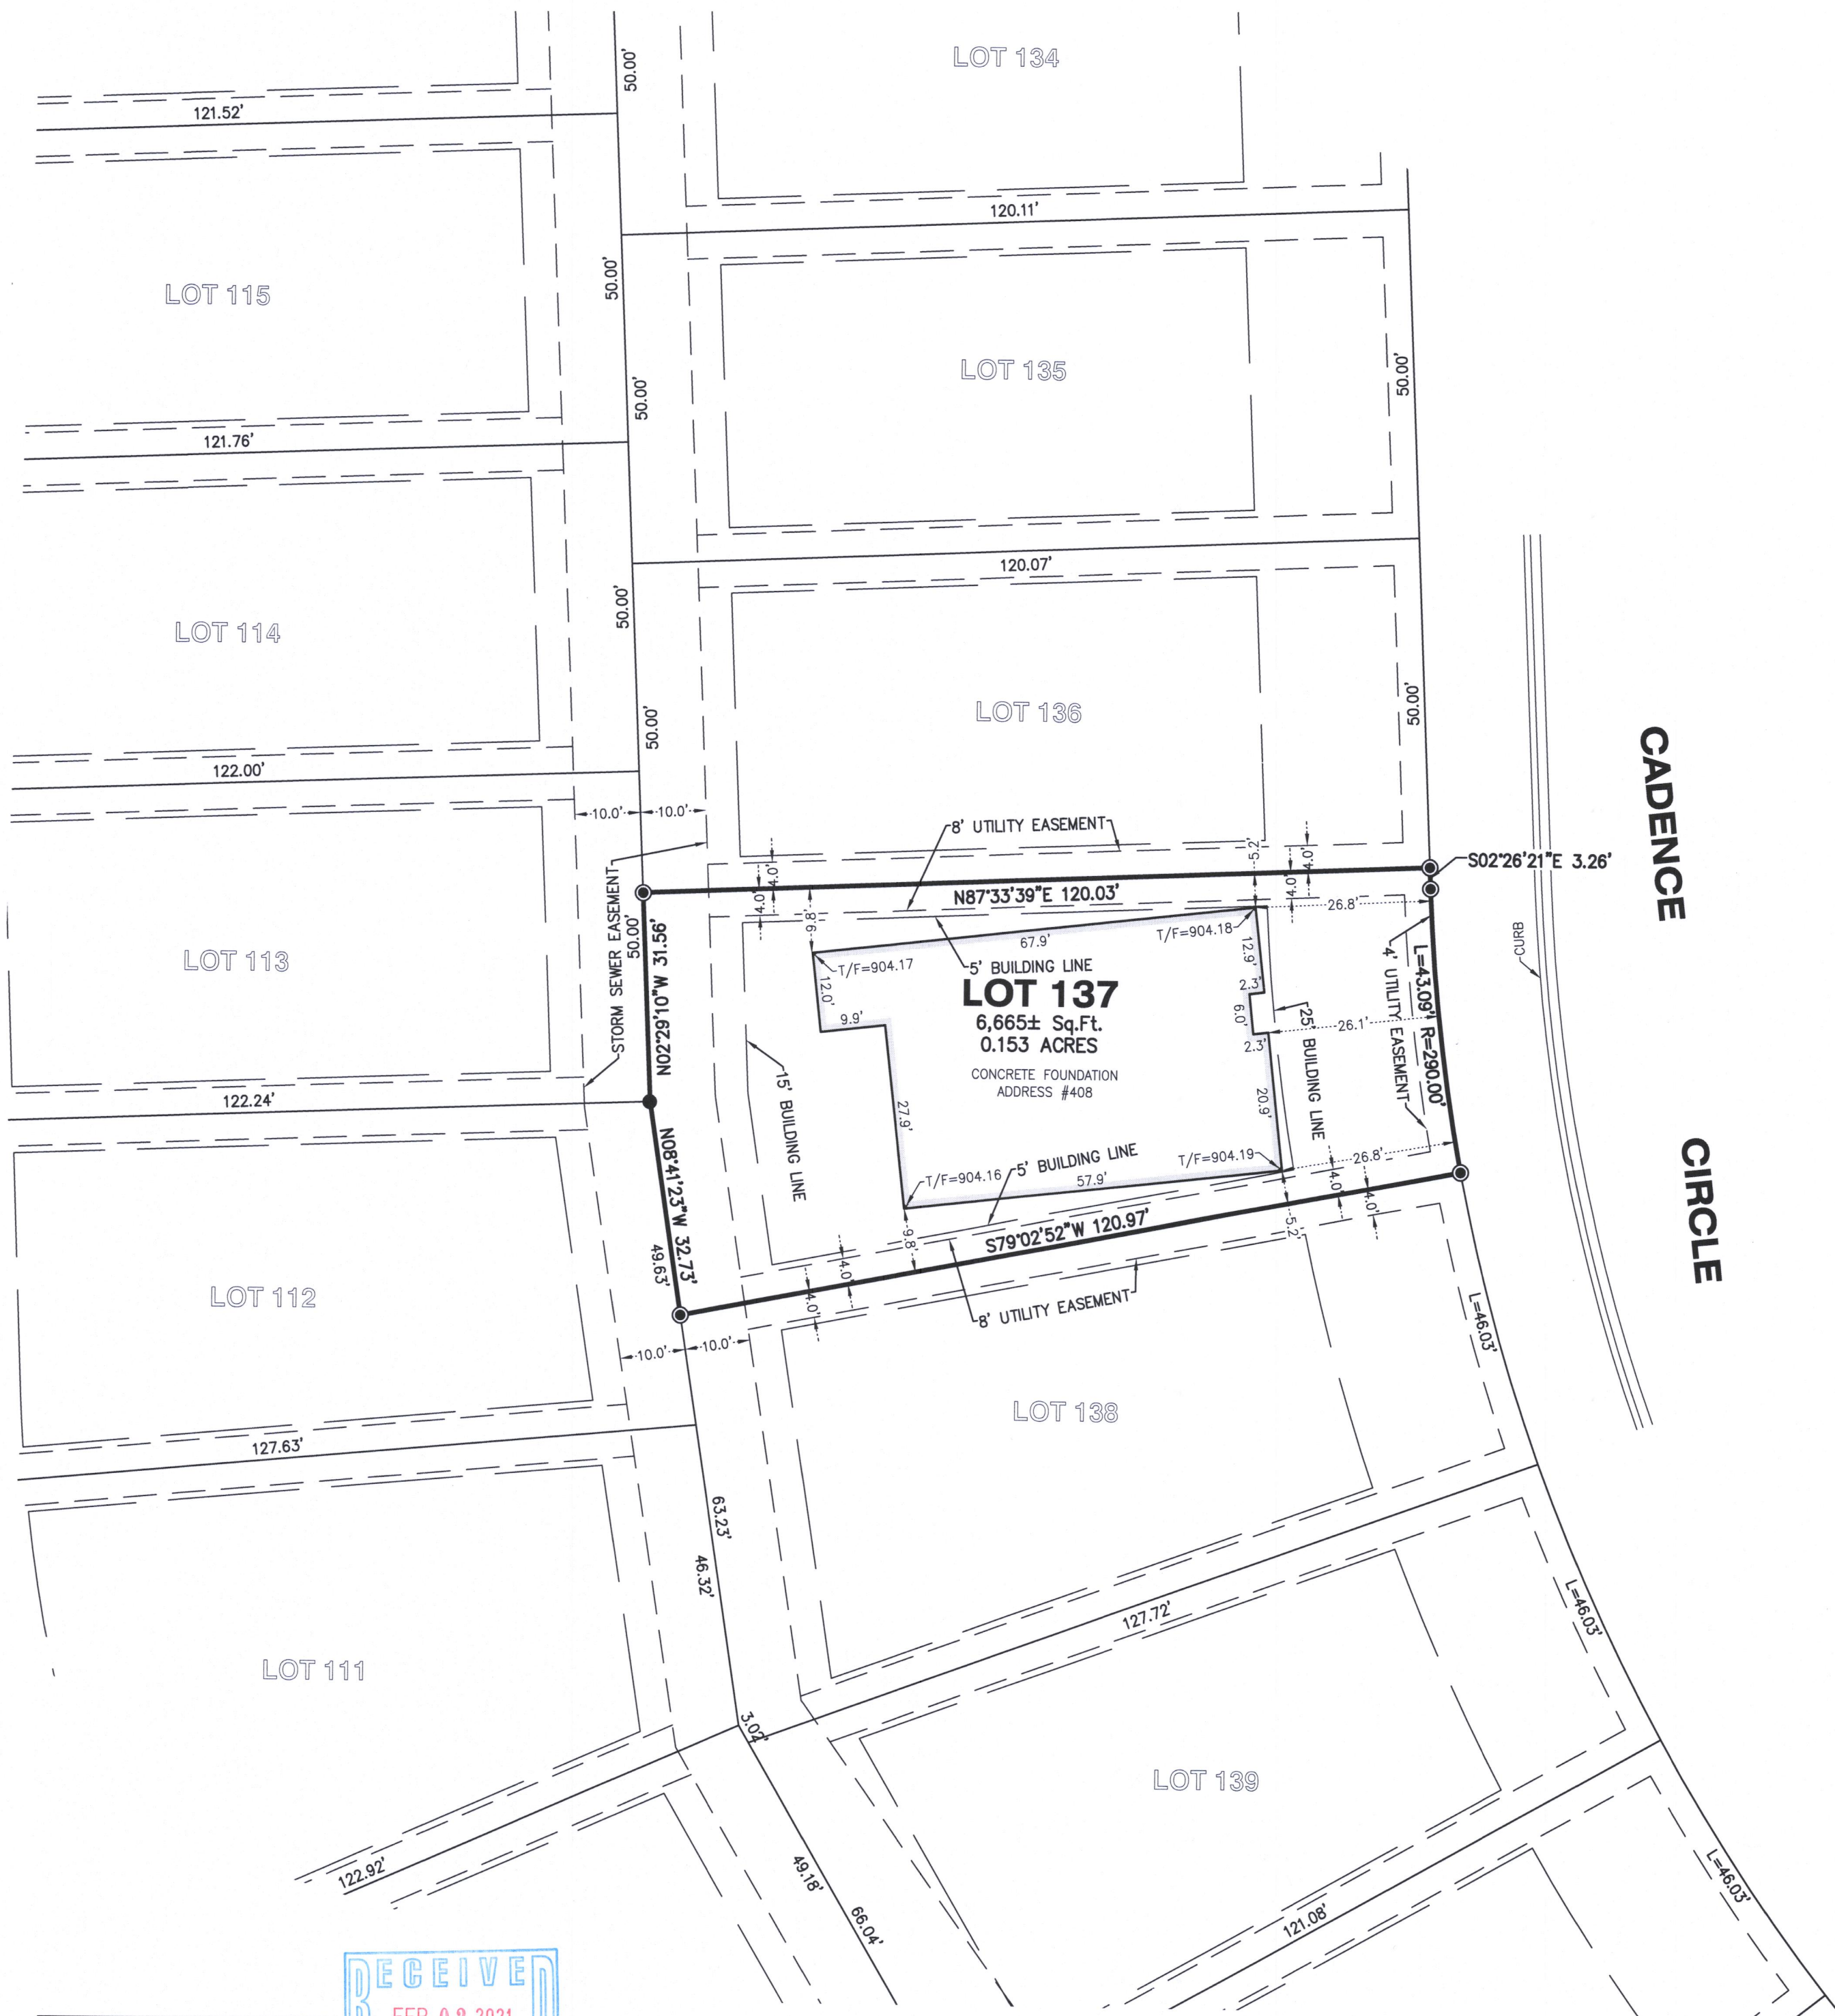 LOT 134
50.00'
121.52'
120.11'
LOT 115
50.00'
LOT 135
50.00'
50.00'
121.76'
120.07'
LOT 114
50.00'
LOT 136
50.00'
50.00'
122.00'
CADENCE
10.0' 10.0'
8' UTILITY EASEMENT
5.2'
4.0'
4.0'
S02°26'21"E 3.26'
N87°33'39"E 120.03'
4.0'
4.0'
9.8'
26.8'
STORM SEWER EASEMENT
50.00'
N02°29'10"W 31.56'
67.9'
T/F=904.18
T/F=904.17
5' BUILDING LINE
12.9'
12.0'
LOT 113
LOT 137
6,665± Sq.Ft.
0.153 ACRES
CONCRETE FOUNDATION
ADDRESS #408
2.3'
6.0'
2.3'
9.9'
26.1'
4' UTILITY EASEMENT
L=43.09' R=290.00'
CURB
25' BUILDING LINE
15' BUILDING LINE
27.9'
20.9'
122.24'
N08°41'23"W 32.73'
49.63'
5' BUILDING LINE
T/F=904.19
T/F=904.16
57.9'
26.8'
4.0'
4.0'
5.2'
9.8'
S79°02'52"W 120.97'
4.0'
4.0'
8' UTILITY EASEMENT
CIRCLE
LOT 112
10.0' 10.0'
L=46.03'
LOT 138
127.63'
63.23'
46.32'
127.72'
L=46.03'
LOT 111
3.02'
LOT 139
122.92'
49.18'
66.04'
121.08'
L=46.03'
RECEIVED
FEB 02 2021